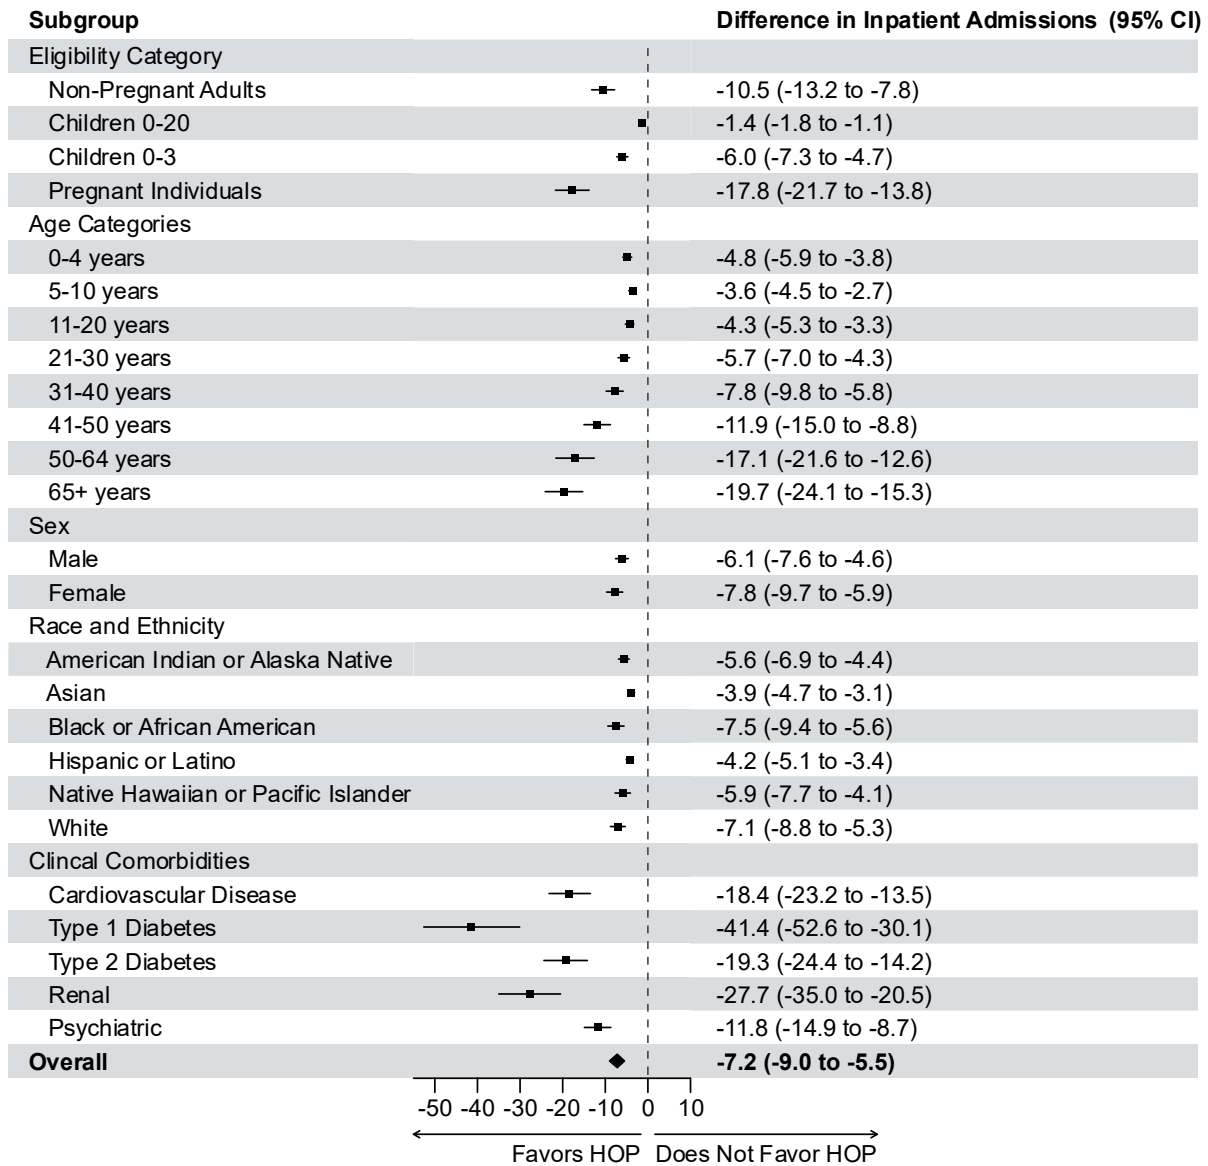 Subgroup Difference in Inpatient Admissions (95% CI)
Eligibility Category
Non-Pregnant Adults -10.5 (-13.2 to -7.8)
Children 0-20 -1.4 (-1.8 to -1.1)
Children 0-3 -6.0 (-7.3 to -4.7)
Pregnant Individuals -17.8 (-21.7 to -13.8)
Age Categories
0-4 years -4.8 (-5.9 to -3.8)
5-10 years -3.6 (-4.5 to -2.7)
11-20 years -4.3 (-5.3 to -3.3)
21-30 years -5.7 (-7.0 to -4.3)
31-40 years -7.8 (-9.8 to -5.8)
41-50 years -11.9 (-15.0 to -8.8)
50-64 years -17.1 (-21.6 to -12.6)
65+ years -19.7 (-24.1 to -15.3)
Sex
Male -6.1 (-7.6 to -4.6)
Female -7.8 (-9.7 to -5.9)
Race and Ethnicity
American Indian or Alaska Native -5.6 (-6.9 to -4.4)
Asian -3.9 (-4.7 to -3.1)
Black or African American -7.5 (-9.4 to -5.6)
Hispanic or Latino -4.2 (-5.1 to -3.4)
Native Hawaiian or Pacific Islander -5.9 (-7.7 to -4.1)
White -7.1 (-8.8 to -5.3)
Clincal Comorbidities
Cardiovascular Disease -18.4 (-23.2 to -13.5)
Type 1 Diabetes -41.4 (-52.6 to -30.1)
Type 2 Diabetes -19.3 (-24.4 to -14.2)
Renal -27.7 (-35.0 to -20.5)
Psychiatric -11.8 (-14.9 to -8.7)
Overall -7.2 (-9.0 to -5.5)
-50 -40 -30 -20 -10 0 10
Favors HOP Does Not Favor HOP